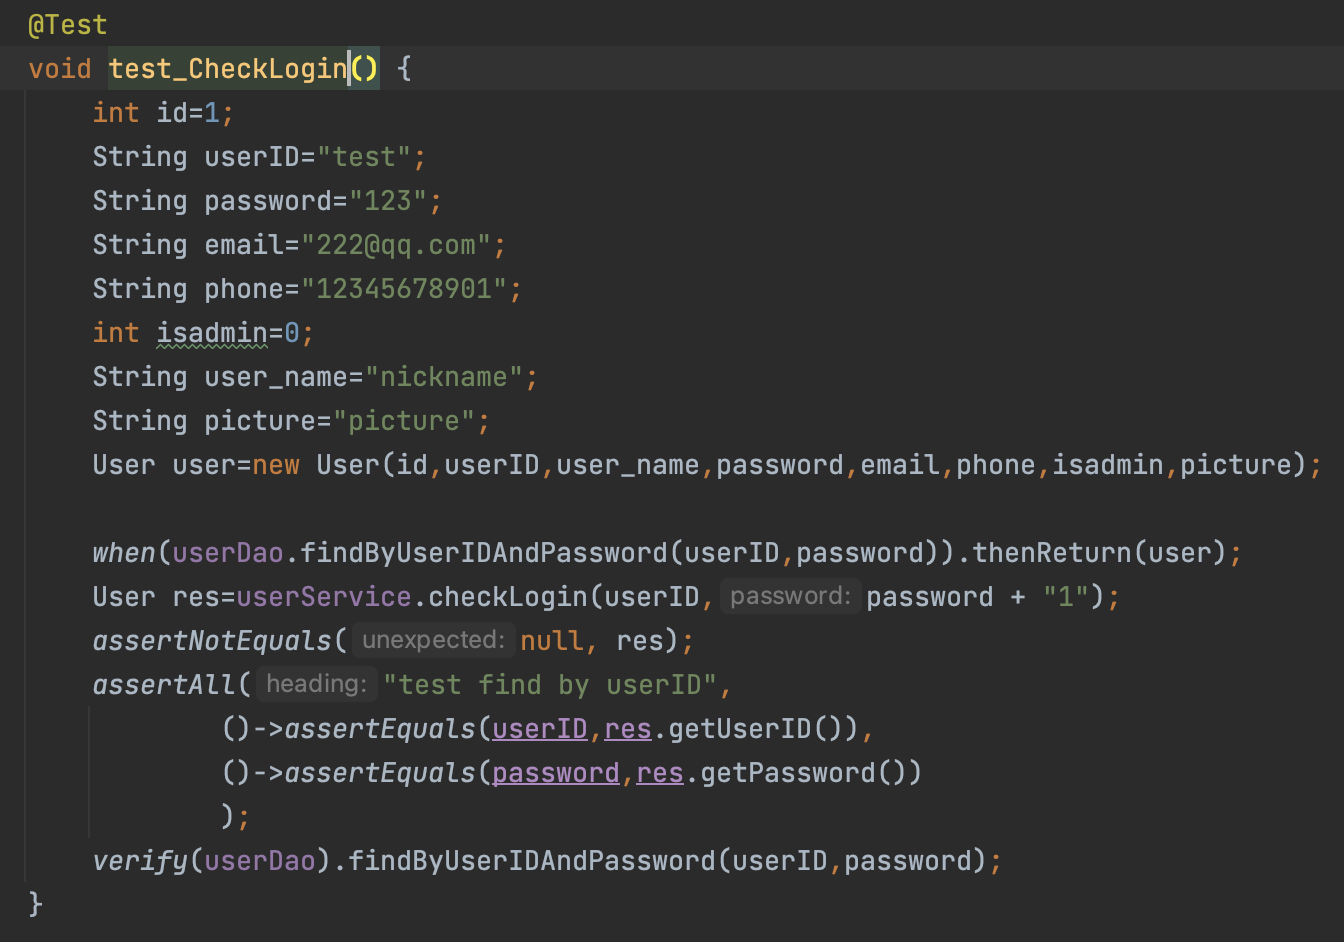 @Test
void test_CheckLogin() {
int id=1;
String userID="test";
String password="123";
String email="222@qq.com";
String phone="12345678901";
int isadmin=0;
String user_name="nickname";
String picture="picture";
User user=new User(id,userID,user_name,password,email,phone,isadmin,picture);
when(userDao.findByUserIDAndPassword(userID,password)).thenReturn(user);
User res=userService.checkLogin(userID, password: password + "1");
assertNotEquals( unexpected: null, res);
assertAll( heading: "test find by userID",
()->assertEquals(userID,res.getUserID()),
()->assertEquals(password,res.getPassword())
);
verify(userDao).findByUserIDAndPassword(userID,password);
}